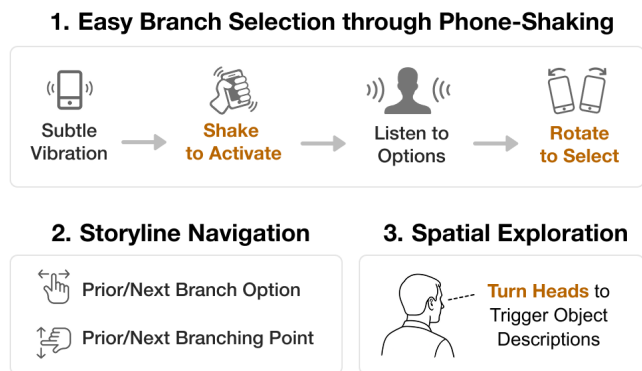 1. Easy Branch Selection through Phone-Shaking
Subtle
Vibration
Shake
to Activate
Listen to
Options
Rotate
to Select
2. Storyline Navigation
Prior/Next Branch Option
Prior/Next Branching Point
3. Spatial Exploration
Turn Heads to
Trigger Object
Descriptions